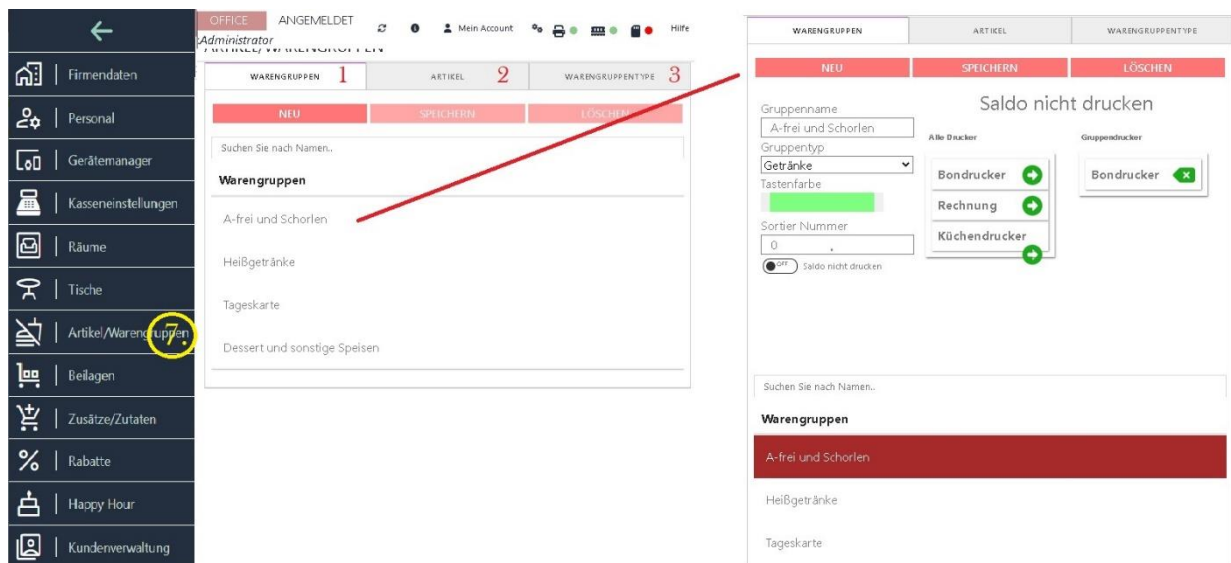 OFFICE ANGEMELDET
Administrator
Mein Account
Hilfe
ARTIKEL/WARENGRUPPEN
Firmendaten
Personal
Gerätemanager
Kasseneinstellungen
Räume
Tische
Artikel/Warengruppen 7.
Beilagen
Zusätze/Zutaten
Rabatte
Happy Hour
Kundenverwaltung
WARENGRUPPEN 1 ARTIKEL 2 WARENGRUPPENTYPE 3
NEU SPEICHERN LÖSCHEN
Suchen Sie nach Namen..
Warengruppen
A-frei und Schorlen
Heißgetränke
Tageskarte
Dessert und sonstige Speisen
WARENGRUPPEN ARTIKEL WARENGRUPPENTYPE
NEU SPEICHERN LÖSCHEN
Gruppenname
A-frei und Schorlen
Gruppentyp
Getränke
Tastenfarbe
Sortier Nummer
0
OFF Saldo nicht drucken
Saldo nicht drucken
Alle Drucker
Bondrucker
Rechnung
Küchendrucker
Gruppendrucker
Bondrucker
Suchen Sie nach Namen..
Warengruppen
A-frei und Schorlen
Heißgetränke
Tageskarte